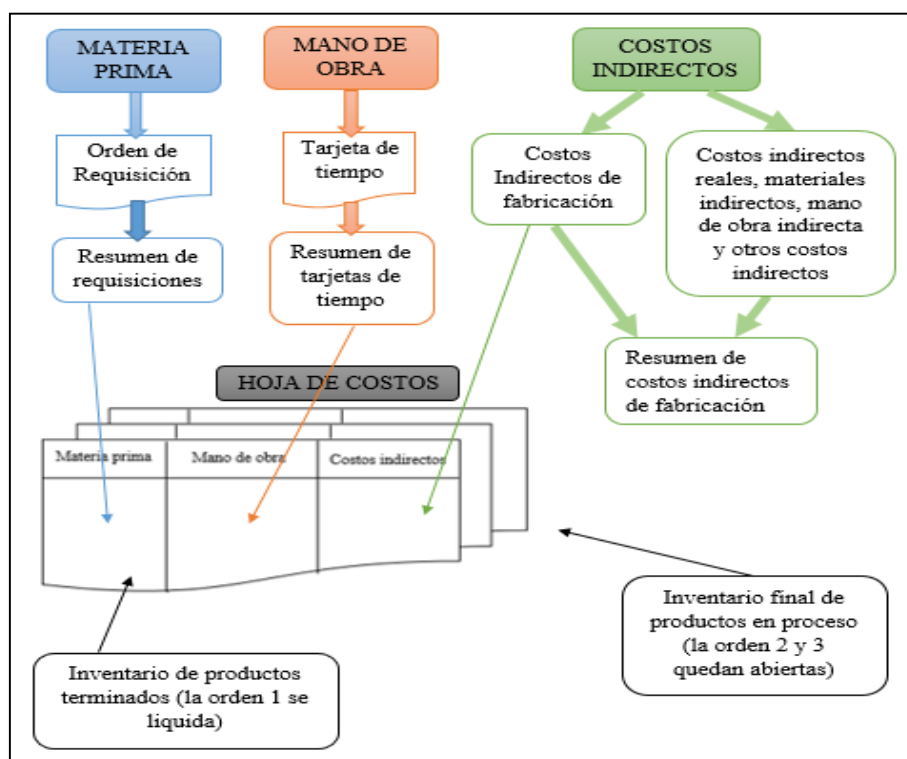 MATERIA
PRIMA
MANO DE
OBRA
COSTOS
INDIRECTOS
Orden de
Requisición
Tarjeta de
tiempo
Costos
Indirectos de
fabricación
Costos indirectos
reales, materiales
indirectos, mano
de obra indirecta
y otros costos
indirectos
Resumen de
requisiciones
Resumen de
tarjetas de
tiempo
Resumen de
costos indirectos
de fabricación
HOJA DE COSTOS
Materia prima
Mano de obra
Costos indirectos
Inventario de productos
terminados (la orden 1 se
liquida)
Inventario final de
productos en proceso
(la orden 2 y 3
quedan abiertas)